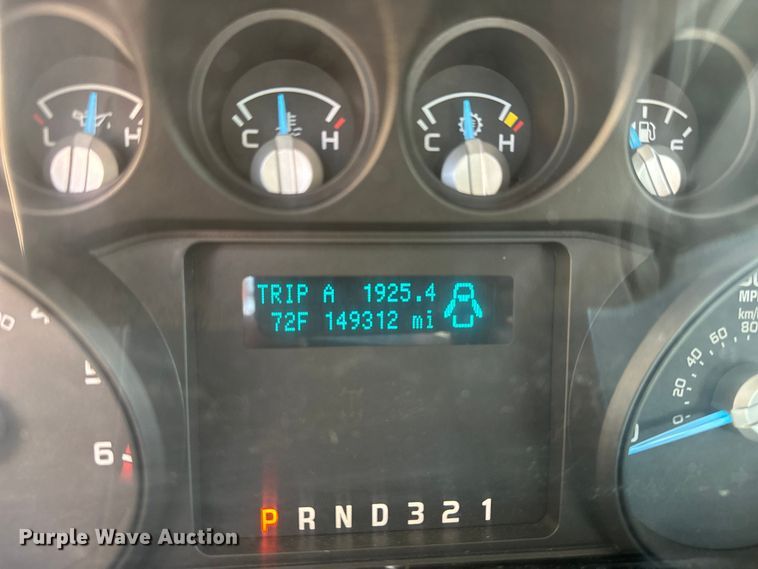 L H
C H
C H
F
TRIP A 1925.4
72F 149312 mi
MPH
km/h
80
60
40
20
0
6
P R N D 3 2 1
Purple Wave Auction